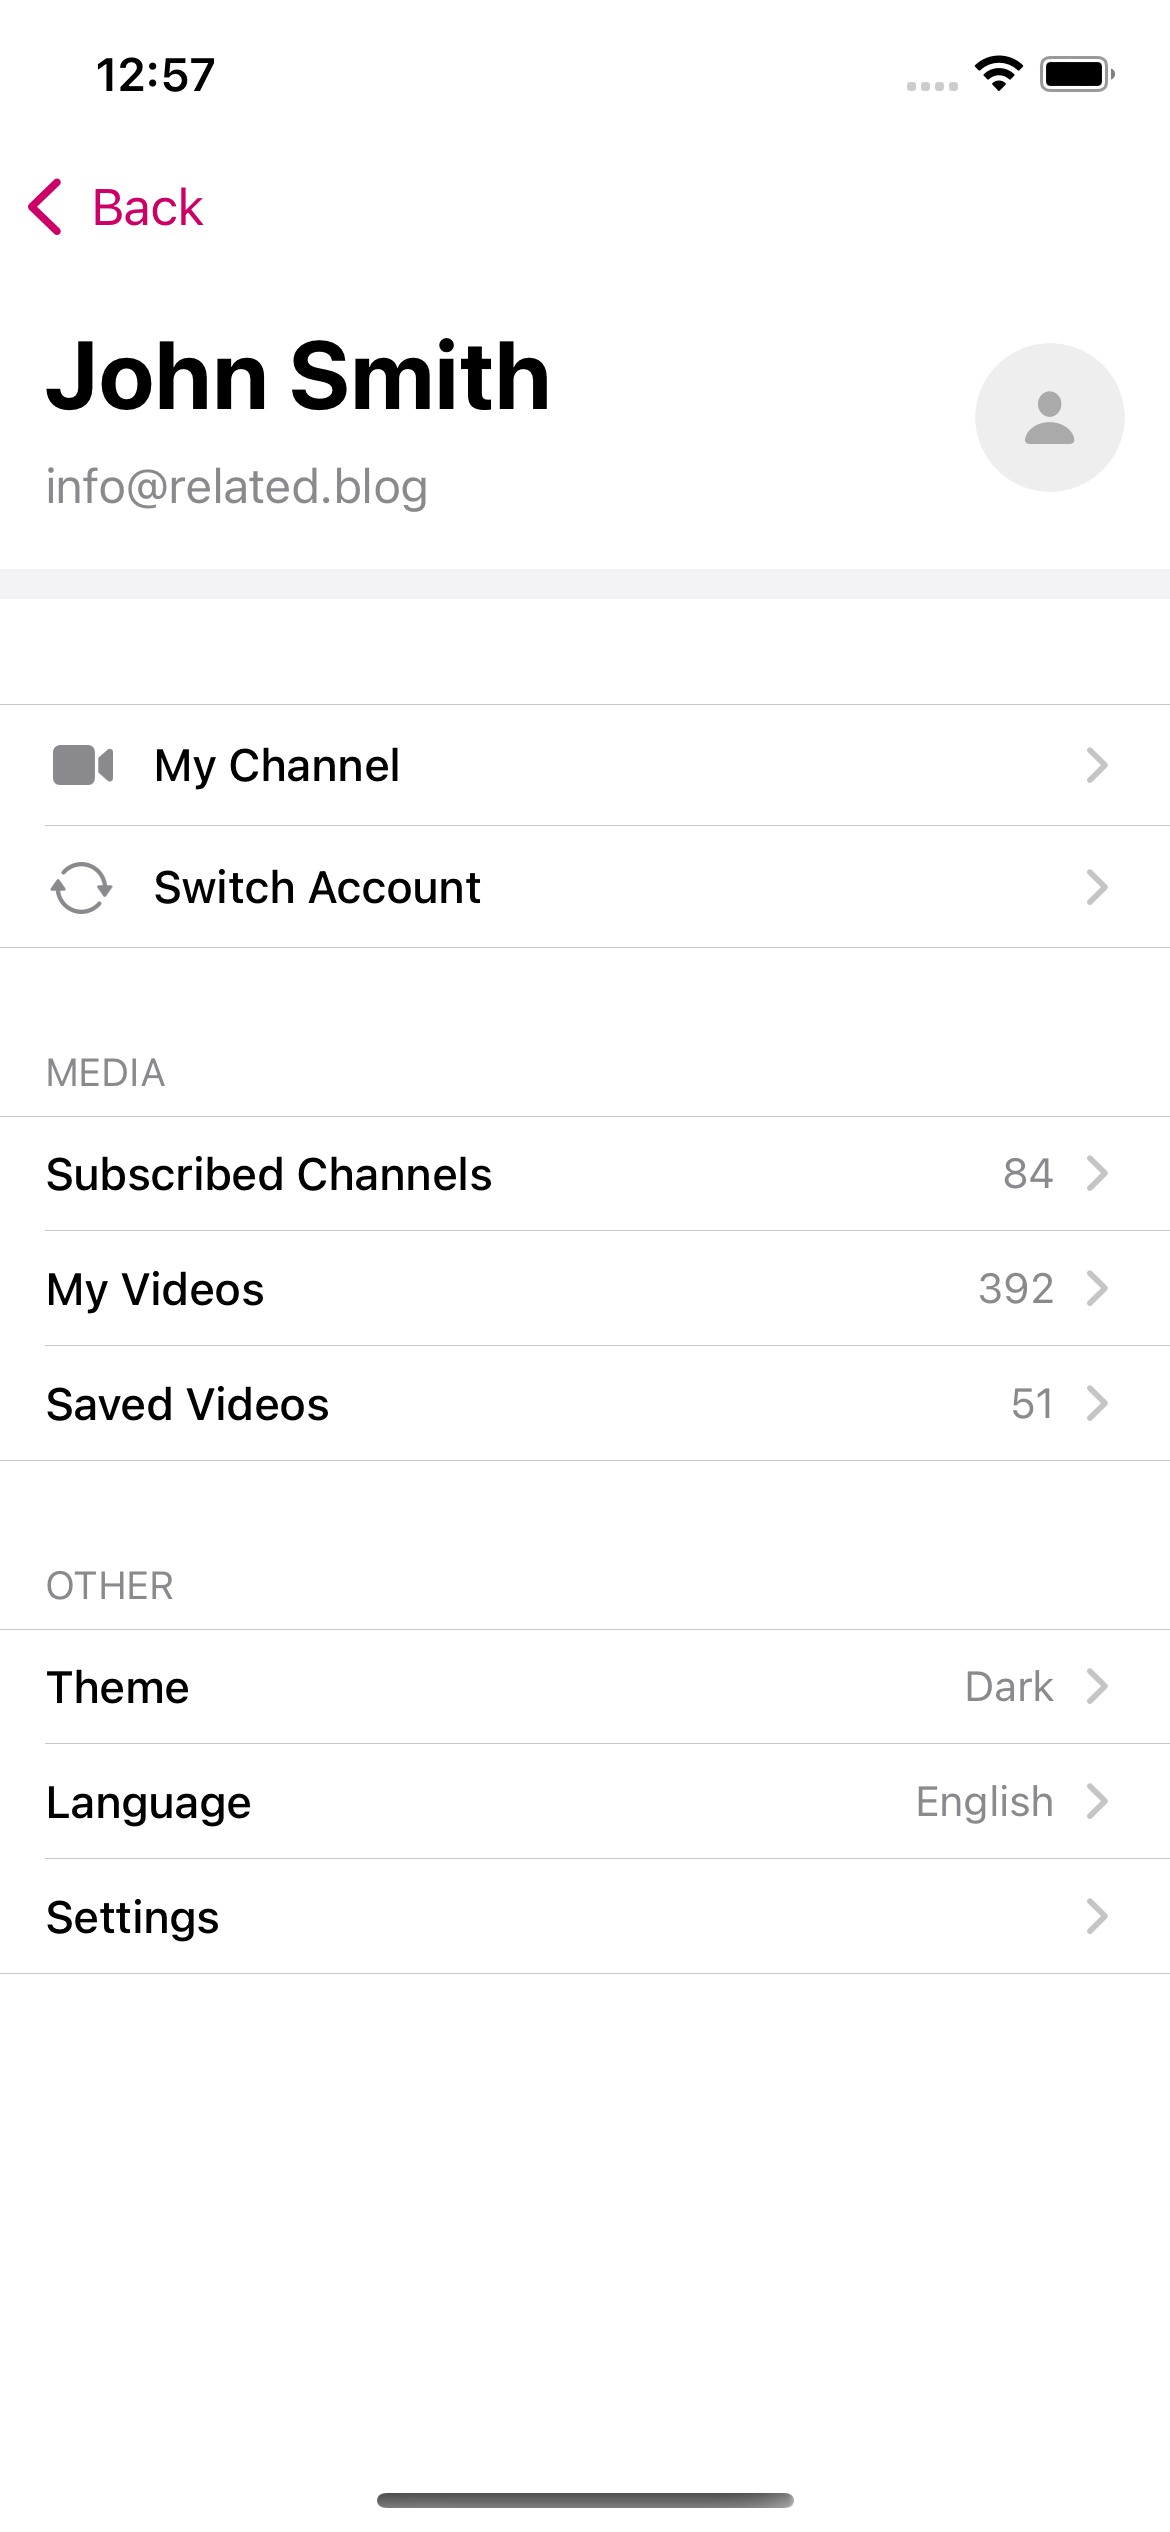 12:57
Back
John Smith
info@related.blog
My Channel
Switch Account
MEDIA
Subscribed Channels 84
My Videos 392
Saved Videos 51
OTHER
Theme Dark
Language English
Settings